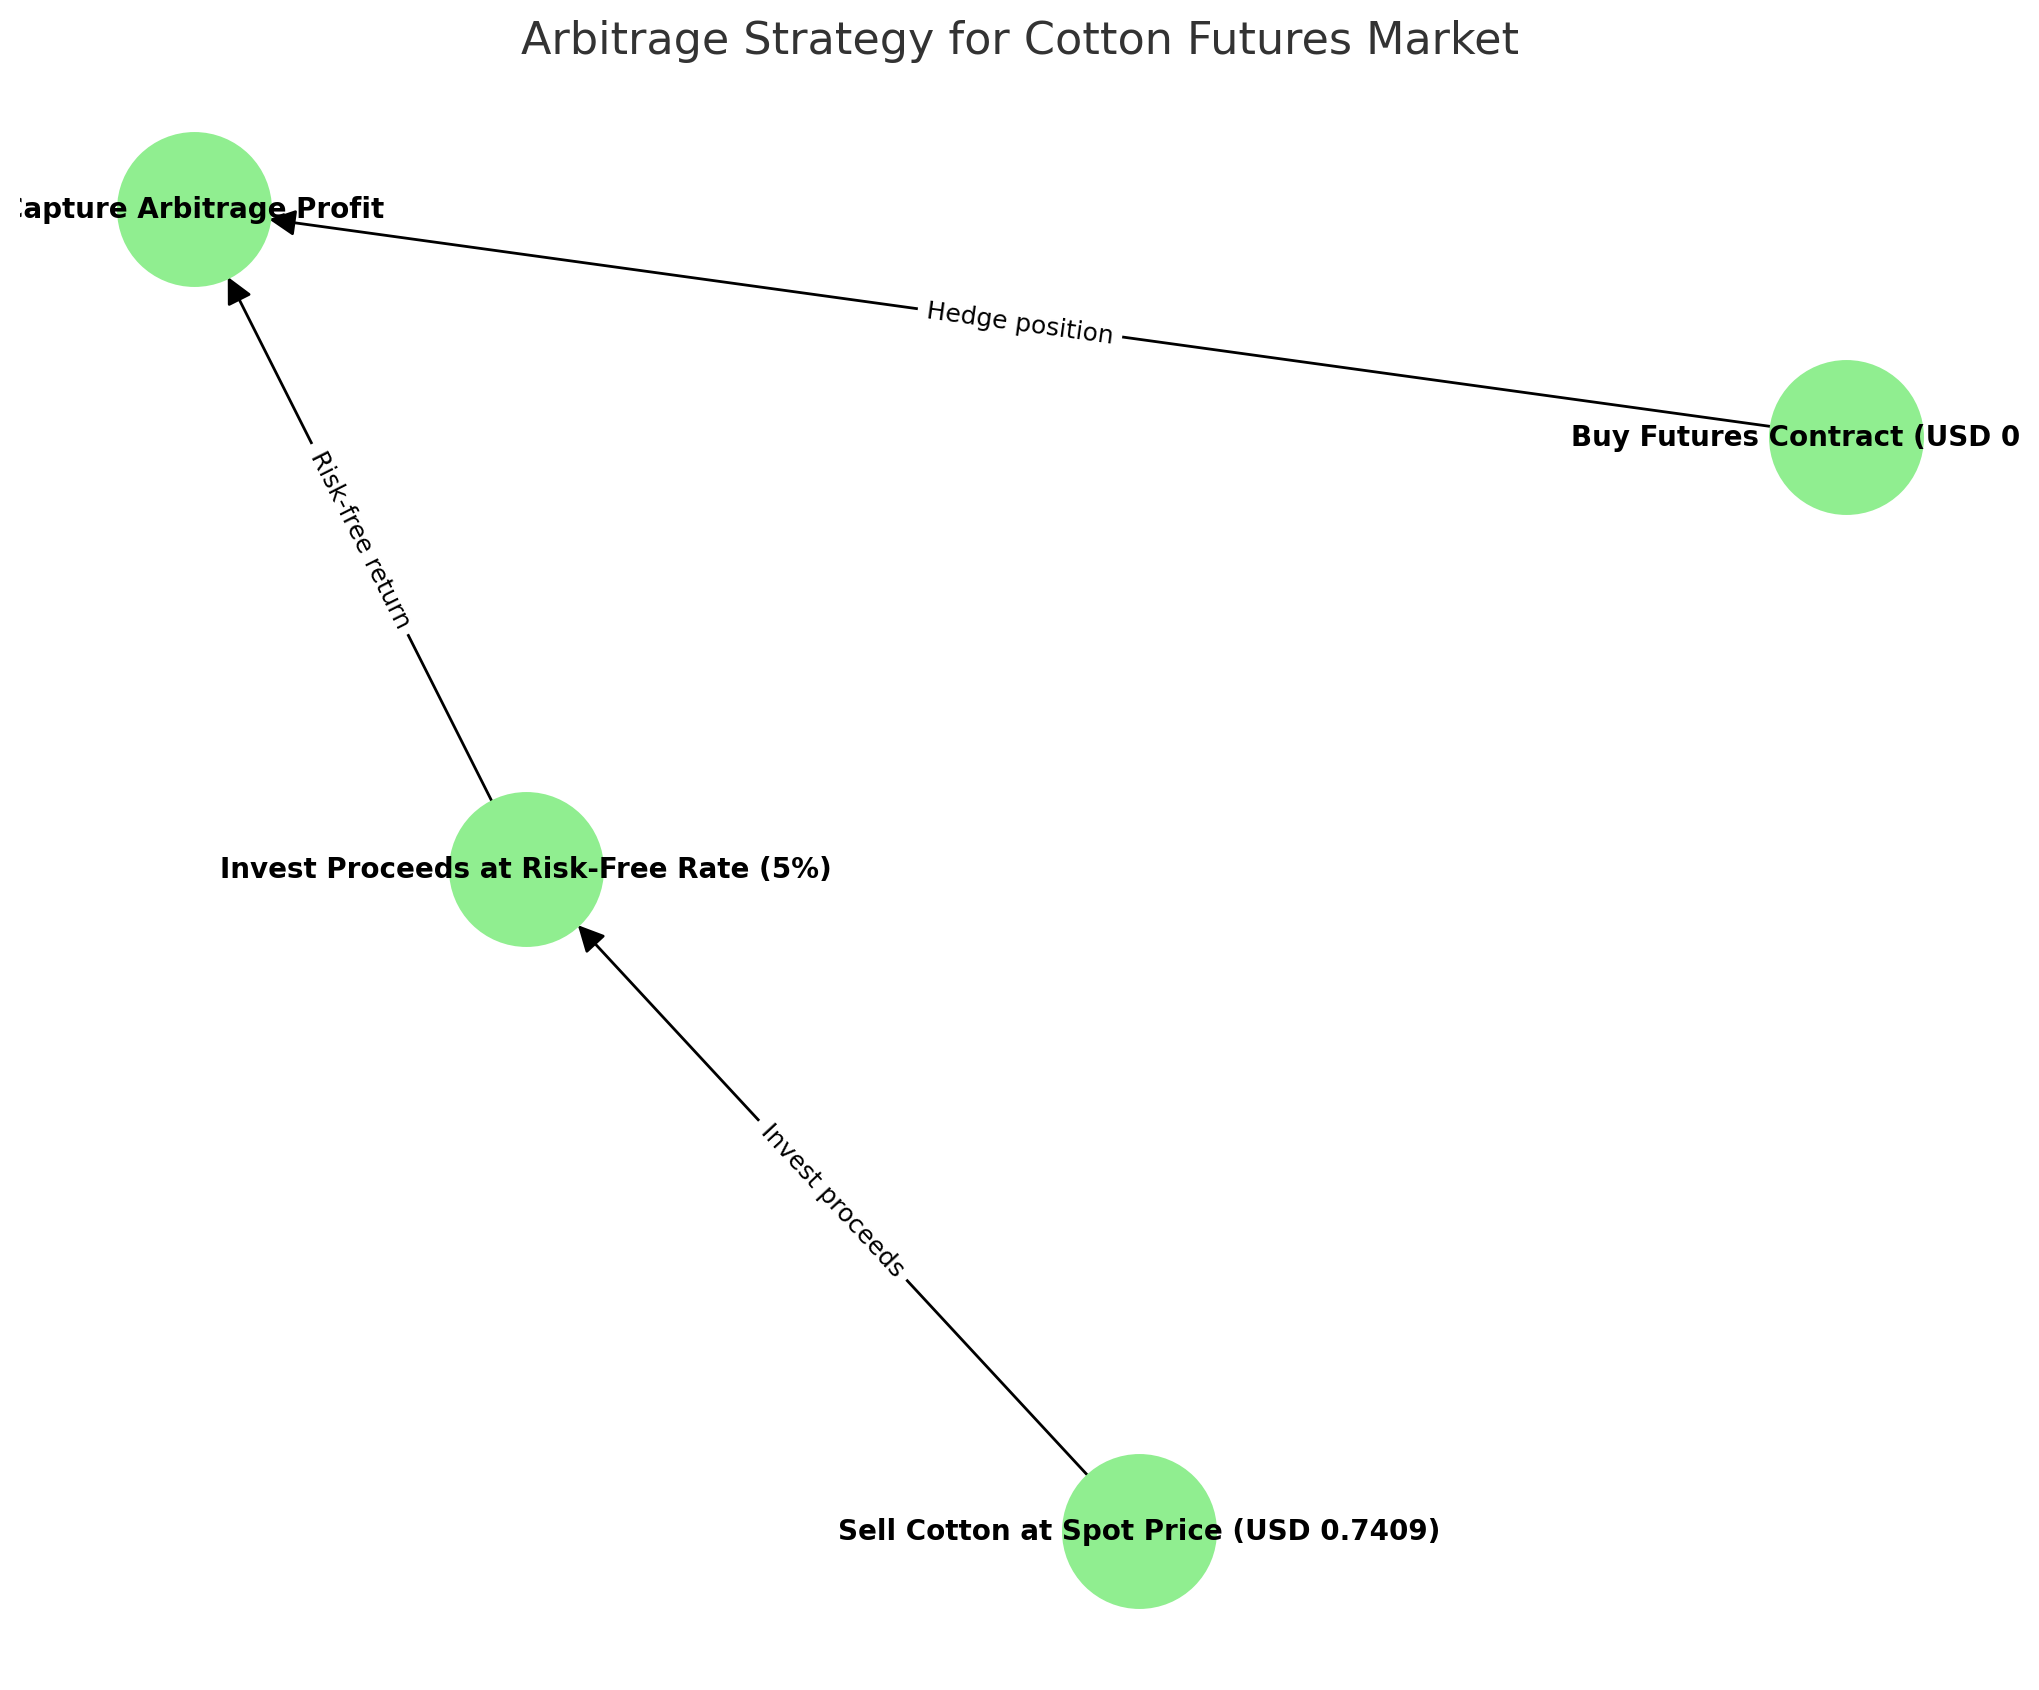 Arbitrage Strategy for Cotton Futures Market
apture Arbitrage Profit
Hedge position
Buy Futures Contract (USD 0
Risk-free return
Invest Proceeds at Risk-Free Rate (5%)
Invest proceeds
Sell Cotton at Spot Price (USD 0.7409)